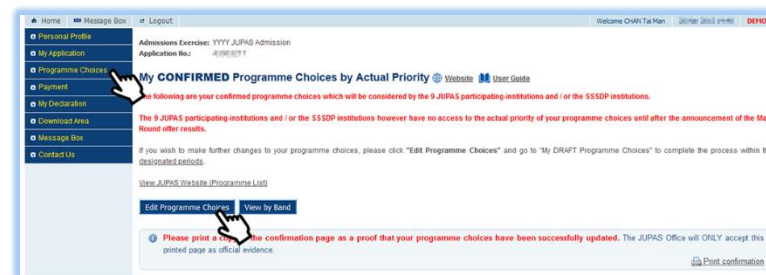 Home Message Box Logout Welcome CHAN Tai Man DEMO
Personal Profile
My Application
Programme Choices
Payment
My Declaration
Download Area
Message Box
Contact Us
Admissions Exercise: YYYY JUPAS Admission
Application No.:
My CONFIRMED Programme Choices by Actual Priority Website User Guide
The following are your confirmed programme choices which will be considered by the 9 JUPAS participating-institutions and / or the SSSDP institutions.
The 9 JUPAS participating-institutions and / or the SSSDP institutions however have no access to the actual priority of your programme choices until after the announcement of the Ma
Round offer results.
If you wish to make further changes to your programme choices, please click "Edit Programme Choices" and go to "My DRAFT Programme Choices" to complete the process within th
designated periods.
View JUPAS Website (Programme List)
Edit Programme Choices View by Band
Please print a copy the confirmation page as a proof that your programme choices have been successfully updated. The JUPAS Office will ONLY accept this
printed page as official evidence.
Print confirmation